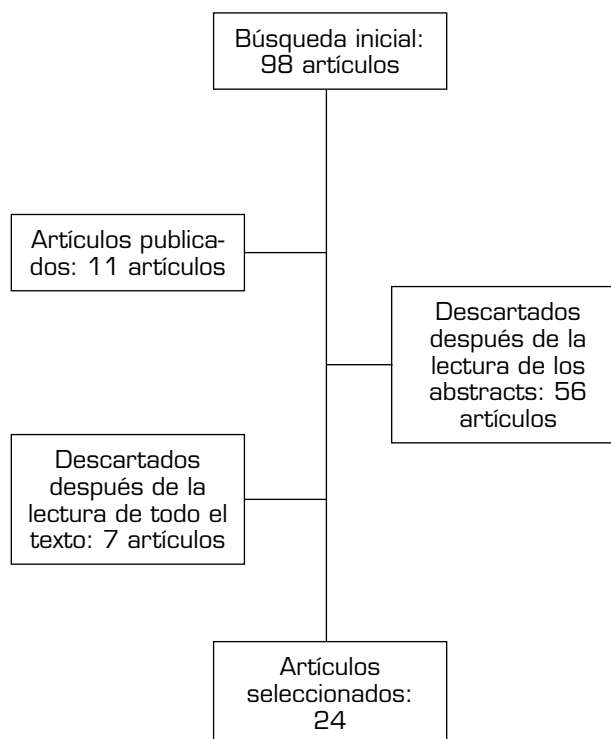 Búsqueda inicial:
98 artículos
Artículos publica-
dos: 11 artículos
Descartados
después de la
lectura de los
abstracts: 56
artículos
Descartados
después de la
lectura de todo el
texto: 7 artículos
Artículos
seleccionados:
24